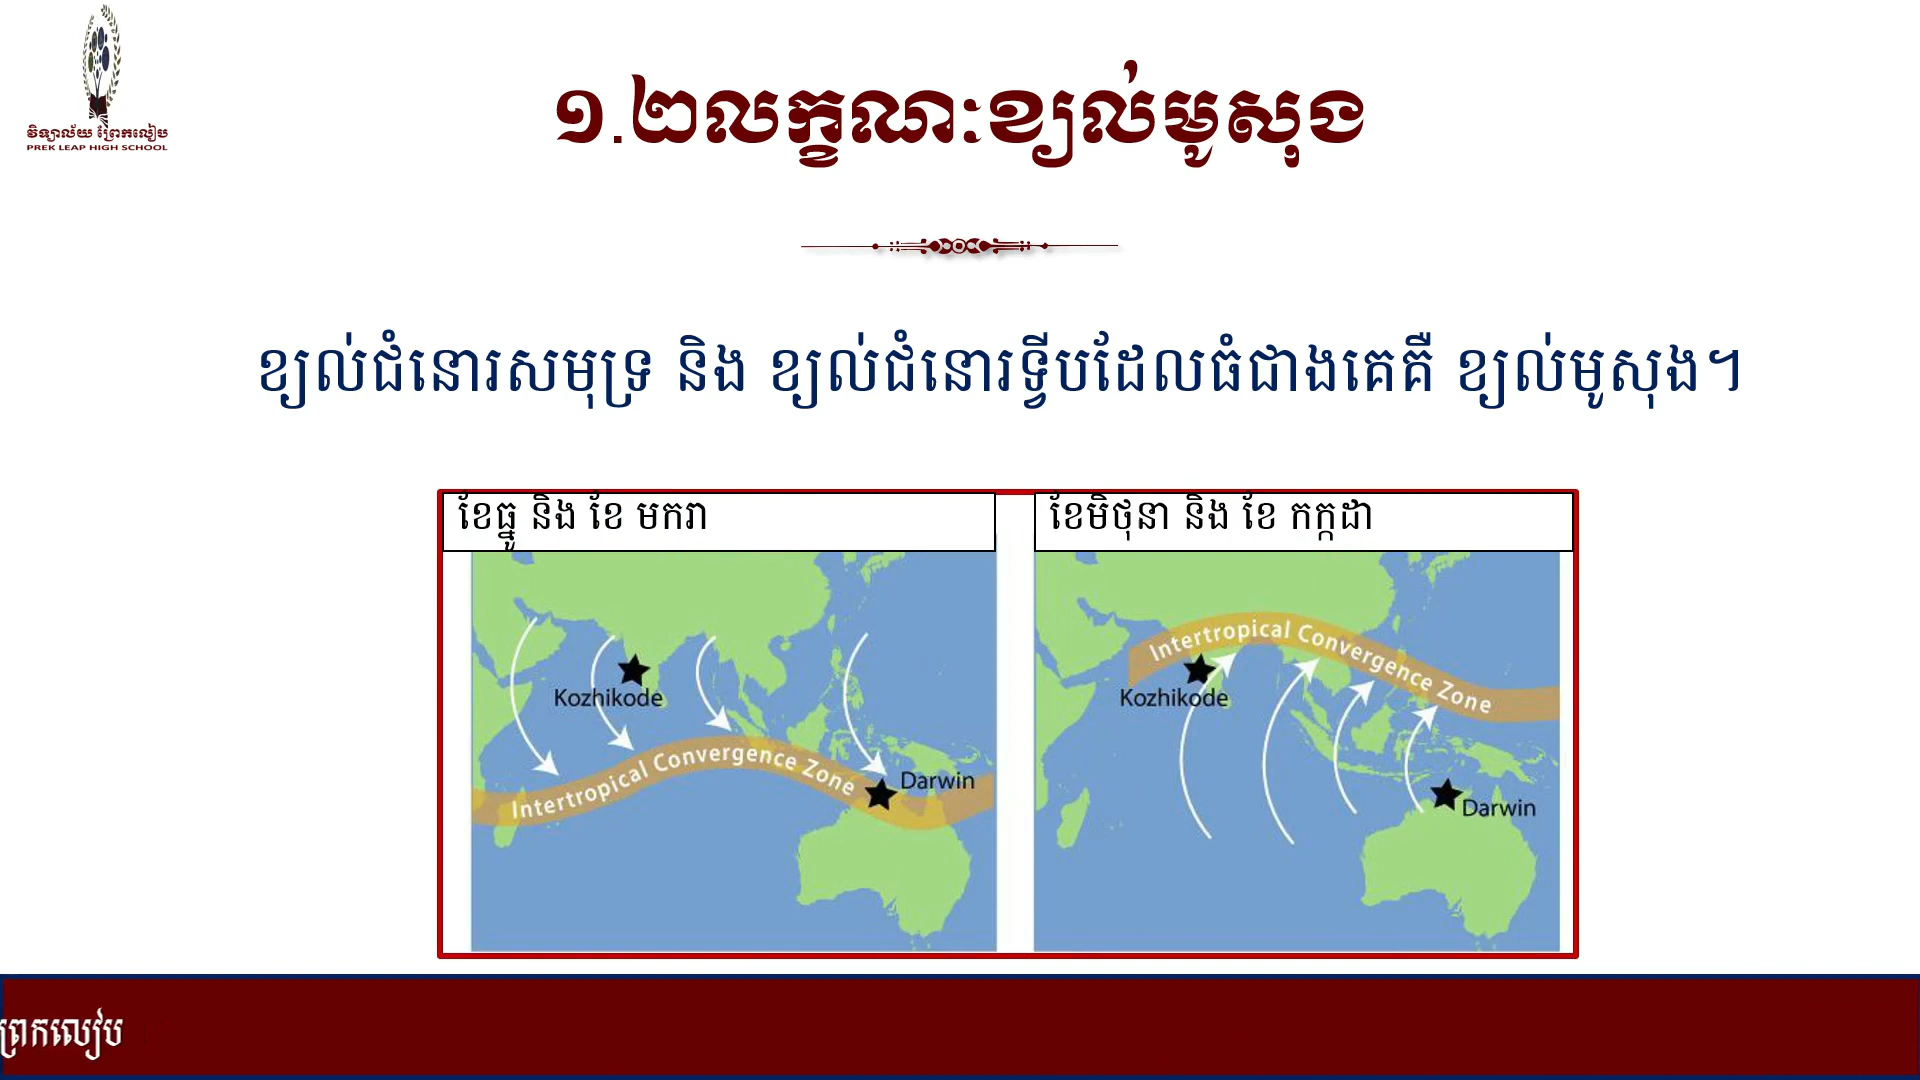 វិទ្យាល័យ ព្រែកលៀប
PREK LEAP HIGH SCHOOL
១.២លក្ខណៈខ្យល់មូសុង
ខ្យល់ជំនោរសមុទ្រ និង ខ្យល់ជំនោរទ្វីបដែលធំជាងគេគឺ ខ្យល់មូសុង។
ខែធ្នូ និង ខែ មករា
Kozhikode
Intertropical Convergence Zone
Darwin
ខែមិថុនា និង ខែ កក្កដា
Intertropical Convergence Zone
Kozhikode
Darwin
ព្រែកលៀប